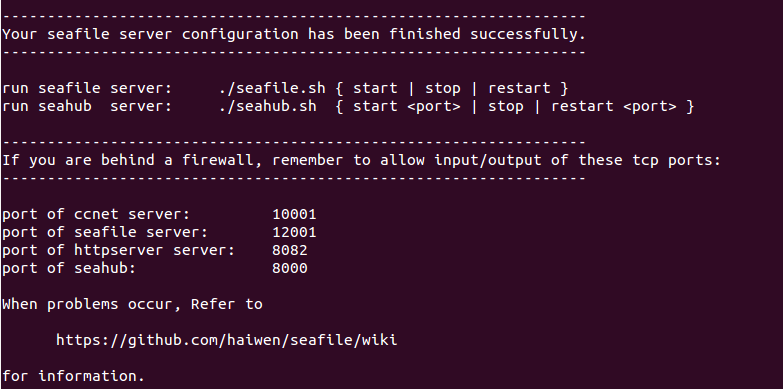 -----------------------------------------------------------------
Your seafile server configuration has been finished successfully.
-----------------------------------------------------------------
run seafile server:     ./seafile.sh { start | stop | restart }
run seahub  server:     ./seahub.sh  { start <port> | stop | restart <port> }
-----------------------------------------------------------------
If you are behind a firewall, remember to allow input/output of these tcp ports:
-----------------------------------------------------------------
port of ccnet server:         10001
port of seafile server:       12001
port of httpserver server:    8082
port of seahub:               8000
When problems occur, Refer to
      https://github.com/haiwen/seafile/wiki
for information.